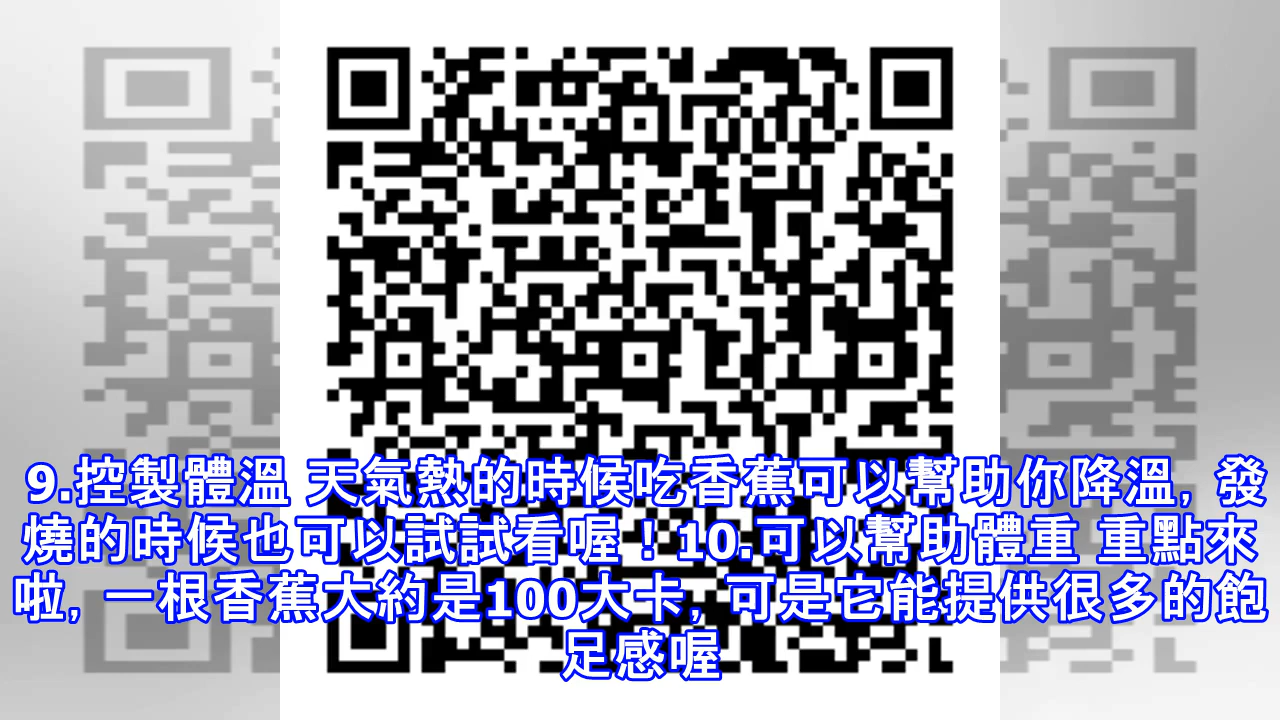 9.控製體溫 天氣熱的時候吃香蕉可以幫助你降溫, 發
燒的時候也可以試試看喔！10.可以幫助體重 重點來
啦, 一根香蕉大約是100大卡, 可是它能提供很多的飽
足感喔